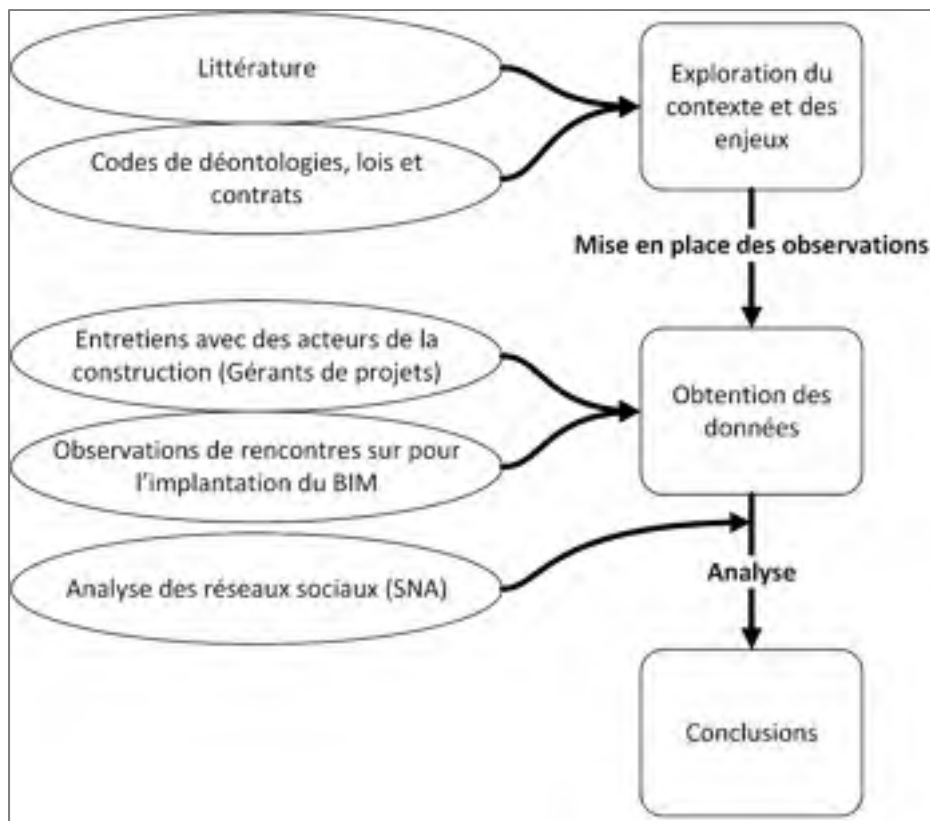 Littérature
Codes de déontologies, lois et
contrats
Exploration du
contexte et des
enjeux
Mise en place des observations
Entretiens avec des acteurs de la
construction (Gérants de projets)
Observations de rencontres sur pour
l'implantation du BIM
Obtention des
données
Analyse des réseaux sociaux (SNA)
Analyse
Conclusions